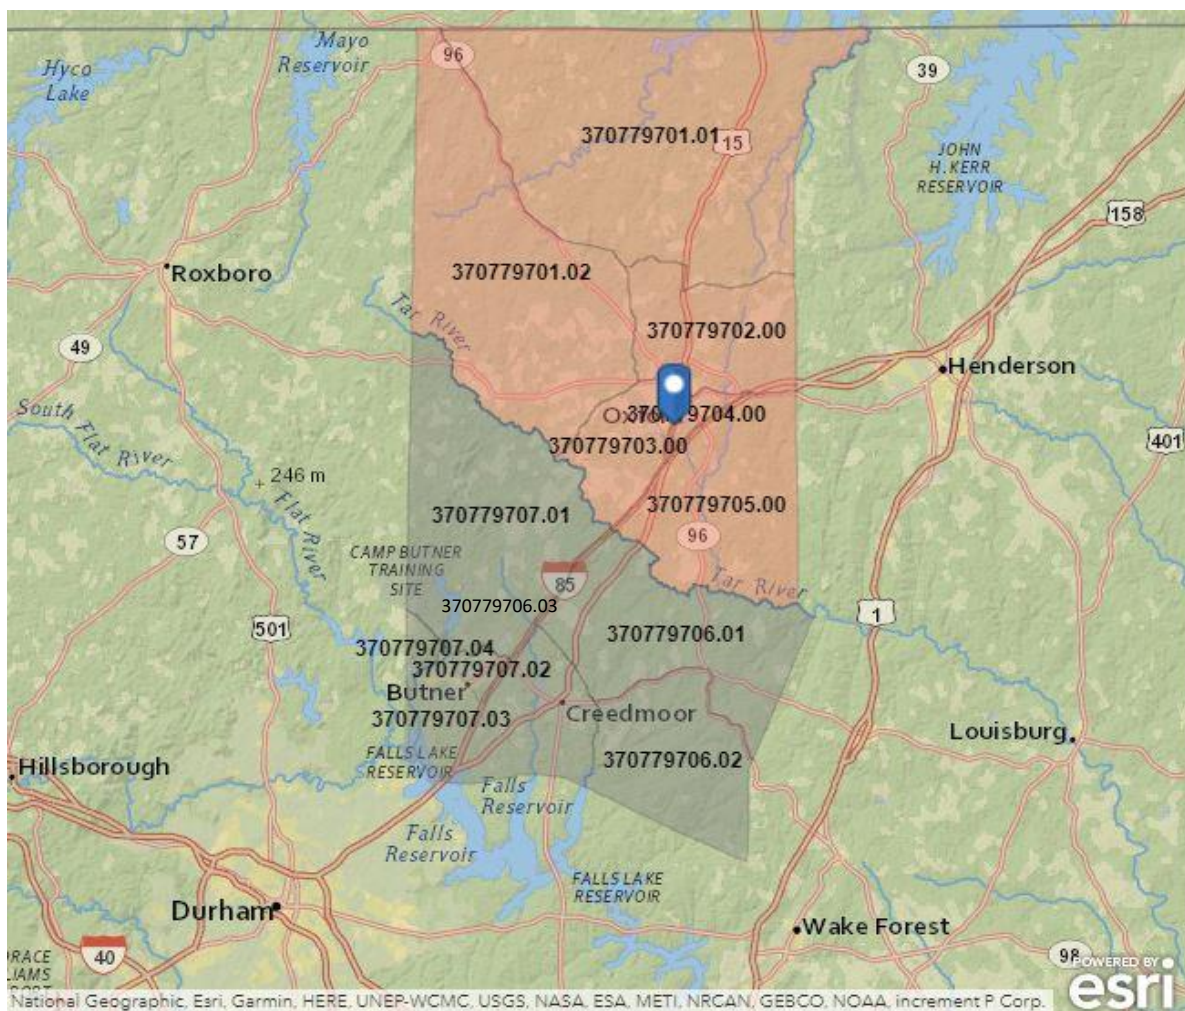 Mayo
Reservoir
Hyco
Lake
96
39
370779701.01
15
JOHN
H. KERR
RESERVOIR
158
Roxboro
370779701.02
Tar River
370779702.00
49
Henderson
South
Flat River
370779704.00
370779703.00
401
246 m
Flat
River
370779705.00
370779707.01
57
96
CAMP BUTNER
TRAINING
SITE
85
Tar River
370779706.03
1
501
370779706.01
370779707.04
370779707.02
Butner
370779707.03
Creedmoor
Louisburg
FALLS LAKE
RESERVOIR
370779706.02
Hillsborough
Falls
Reservoir
Falls
Reservoir
FALLS LAKE
RESERVOIR
Durham
Wake Forest
40
98
POWERED BY
esri
National Geographic, Esri, Garmin, HERE, UNEP-WCMC, USGS, NASA, ESA, METI, NRCAN, GEBCO, NOAA, increment P Corp.